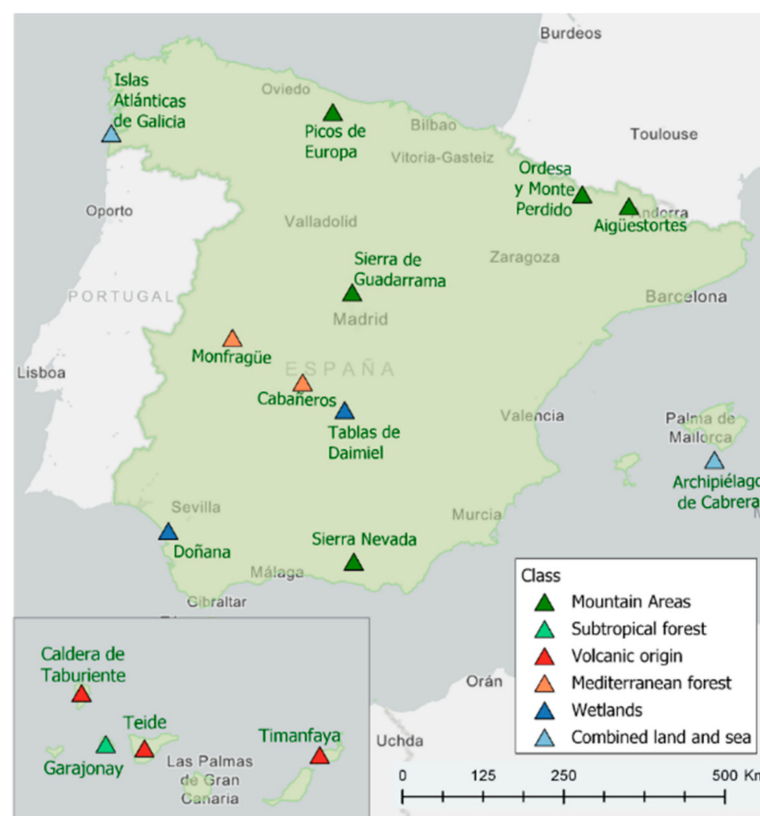 Burdeos
Islas
Atlánticas
de Galicia
Oviedo
Picos de
Europa
Bilbao
Vitoria-Gasteiz
Toulouse
Ordesa
y Monte
Perdido
Andorra
Aigüestortes
Oporto
Valladolid
Zaragoza
Sierra de
Guadarrama
PORTUGAL
Barcelona
Madrid
Monfragüe
ESPAÑA
Lisboa
Cabañeros
Tablas de
Daimiel
Valencia
Palma de
Mallorca
Archipiélago
de Cabrera
Sevilla
Murcia
Doñana
Sierra Nevada
Málaga
Gibraltar
Class
Mountain Areas
Subtropical forest
Volcanic origin
Mediterranean forest
Wetlands
Combined land and sea
Caldera de
Taburiente
Teide
Timanfaya
Garajonay
Las Palmas
de Gran
Canaria
Orán
Uchda
0 125 250 500 Km